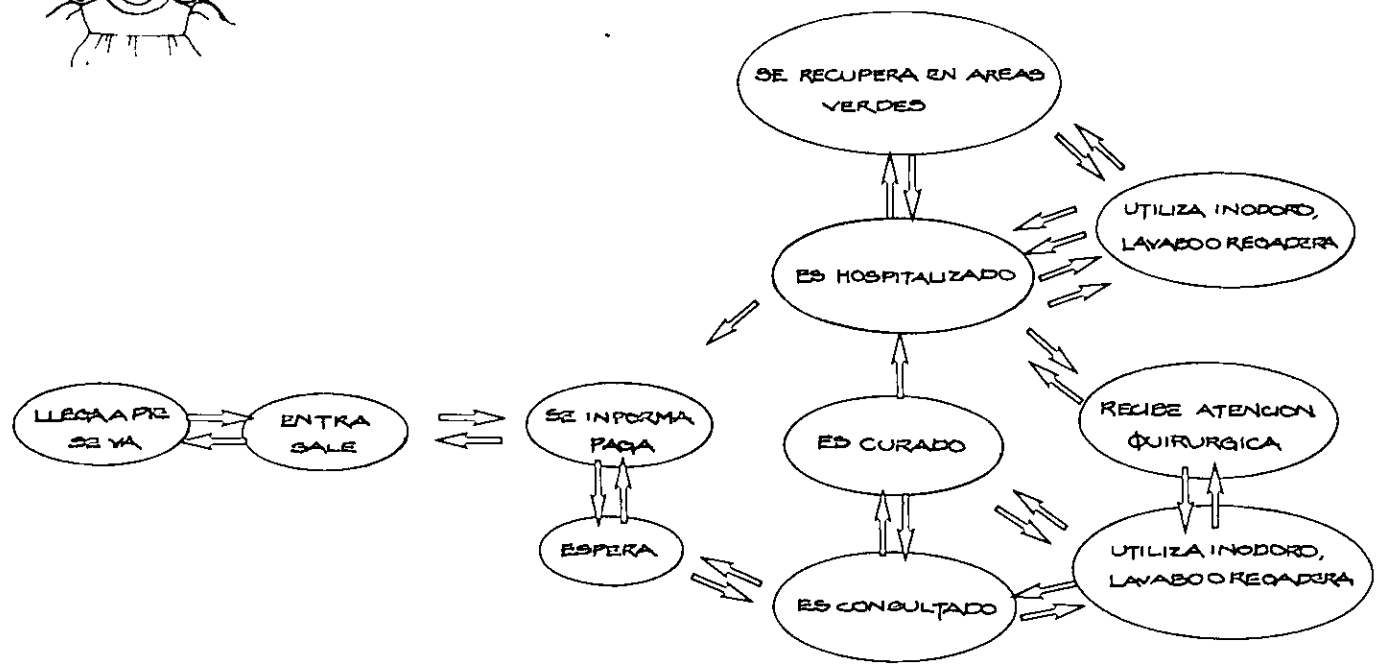 SE RECUPERA EN AREAS
VERDES
UTILIZA INODORO,
LAVABO O REGADERA
ES HOSPITALIZADO
LLEGA A PIE
SE VA
ENTRA
SALE
SE INFORMA
PAGA
ES CURADO
RECIBE ATENCION
QUIRURGICA
ESPERA
ES CONSULTADO
UTILIZA INODORO,
LAVABO O REGADERA